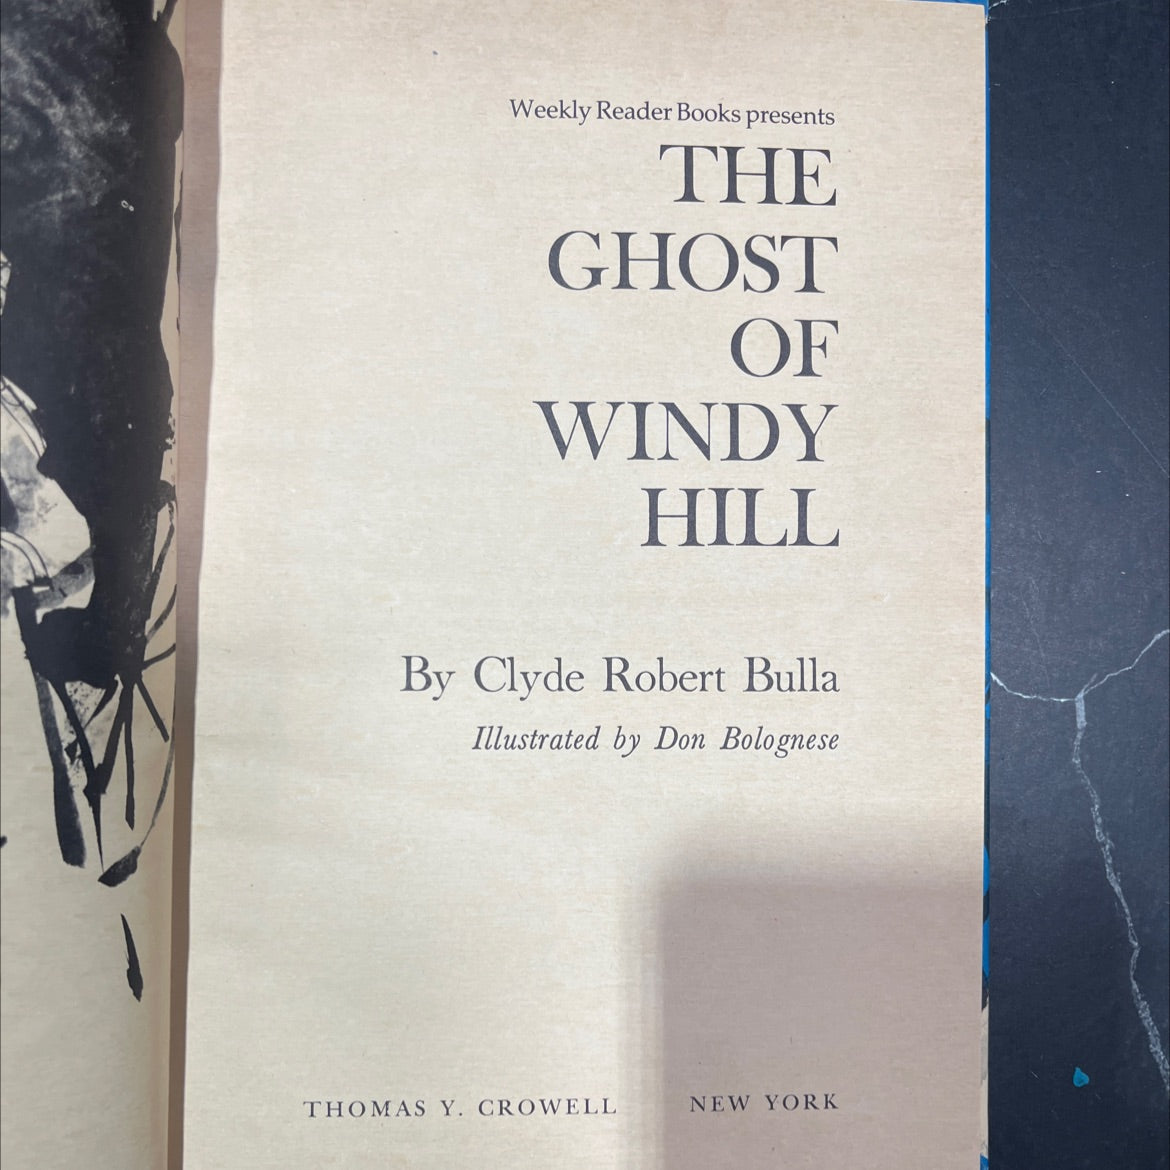 Weekly Reader Books presents
THE
GHOST
OF
WINDY
HILL
By Clyde Robert Bulla
Illustrated by Don Bolognese
THOMAS Y. CROWELL NEW YORK